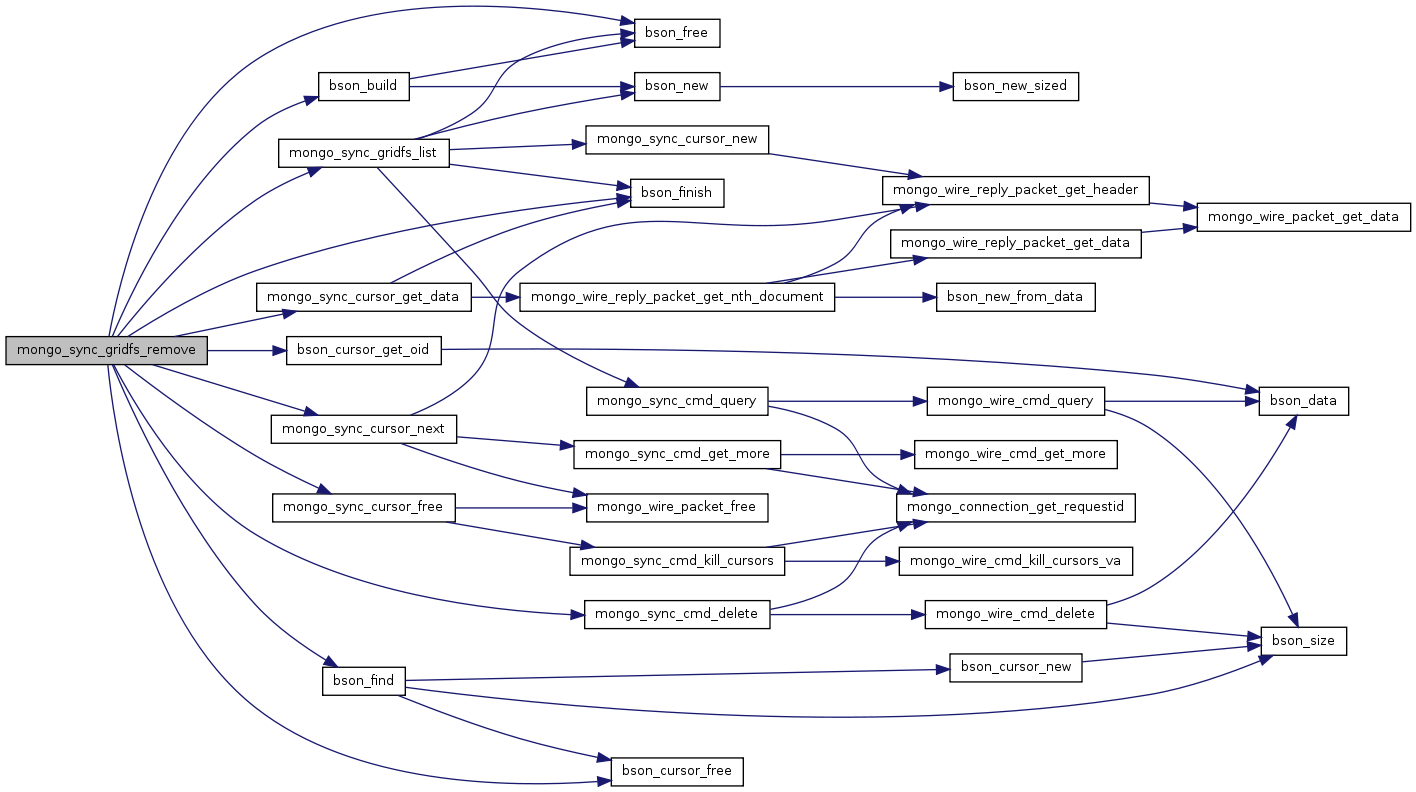 bson_free
bson_build
bson_new
bson_new_sized
mongo_sync_gridfs_list
mongo_sync_cursor_new
bson_finish
mongo_wire_reply_packet_get_header
mongo_wire_packet_get_data
mongo_wire_reply_packet_get_data
mongo_sync_cursor_get_data
mongo_wire_reply_packet_get_nth_document
bson_new_from_data
mongo_sync_gridfs_remove
bson_cursor_get_oid
mongo_sync_cmd_query
mongo_wire_cmd_query
bson_data
mongo_sync_cursor_next
mongo_sync_cmd_get_more
mongo_wire_cmd_get_more
mongo_sync_cursor_free
mongo_wire_packet_free
mongo_connection_get_requestid
mongo_sync_cmd_kill_cursors
mongo_wire_cmd_kill_cursors_va
mongo_sync_cmd_delete
mongo_wire_cmd_delete
bson_size
bson_find
bson_cursor_new
bson_cursor_free